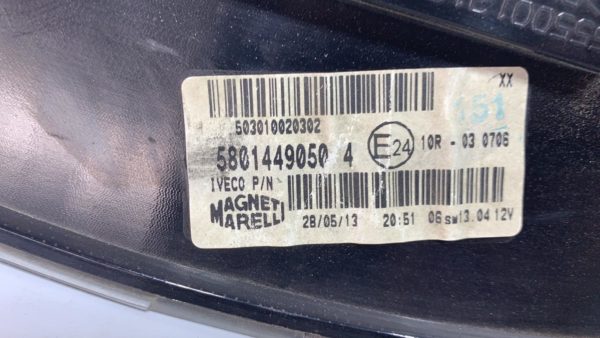 XX
151
503010020302
5801449050 4
E24
10R - 03 0706
IVECO P/N
MAGNETI
MARELLI
28/05/13 20:51 06 sw13.04 12V